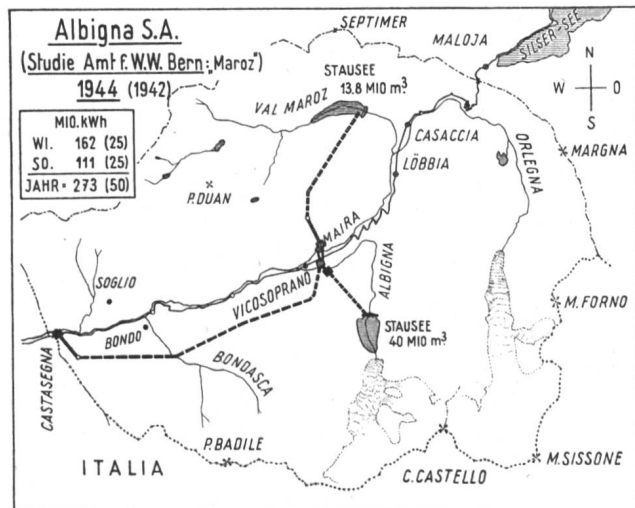 Albigna S.A.
(Studie Amt f. W.W. Bern: „Maroz")
1944 (1942)
MIO. kWh
WI. 162 (25)
SO. 111 (25)
JAHR = 273 (50)
SEPTIMER
MALOJA
SILSER-SEE
N
W O
S
STAUSEE
13.8 MIO m³
VAL MAROZ
CASACCIA
LÖBBIA
ORLEGNA
MARGNA
P. DUAN
MAIRA
ALBIGNA
SOGLIO
VICOSOPRANO
M. FORNO
STAUSEE
40 MIO m³
BONDO
BONDASCA
CASTASEGNA
P. BADILE
ITALIA
C. CASTELLO
M. SISSONE